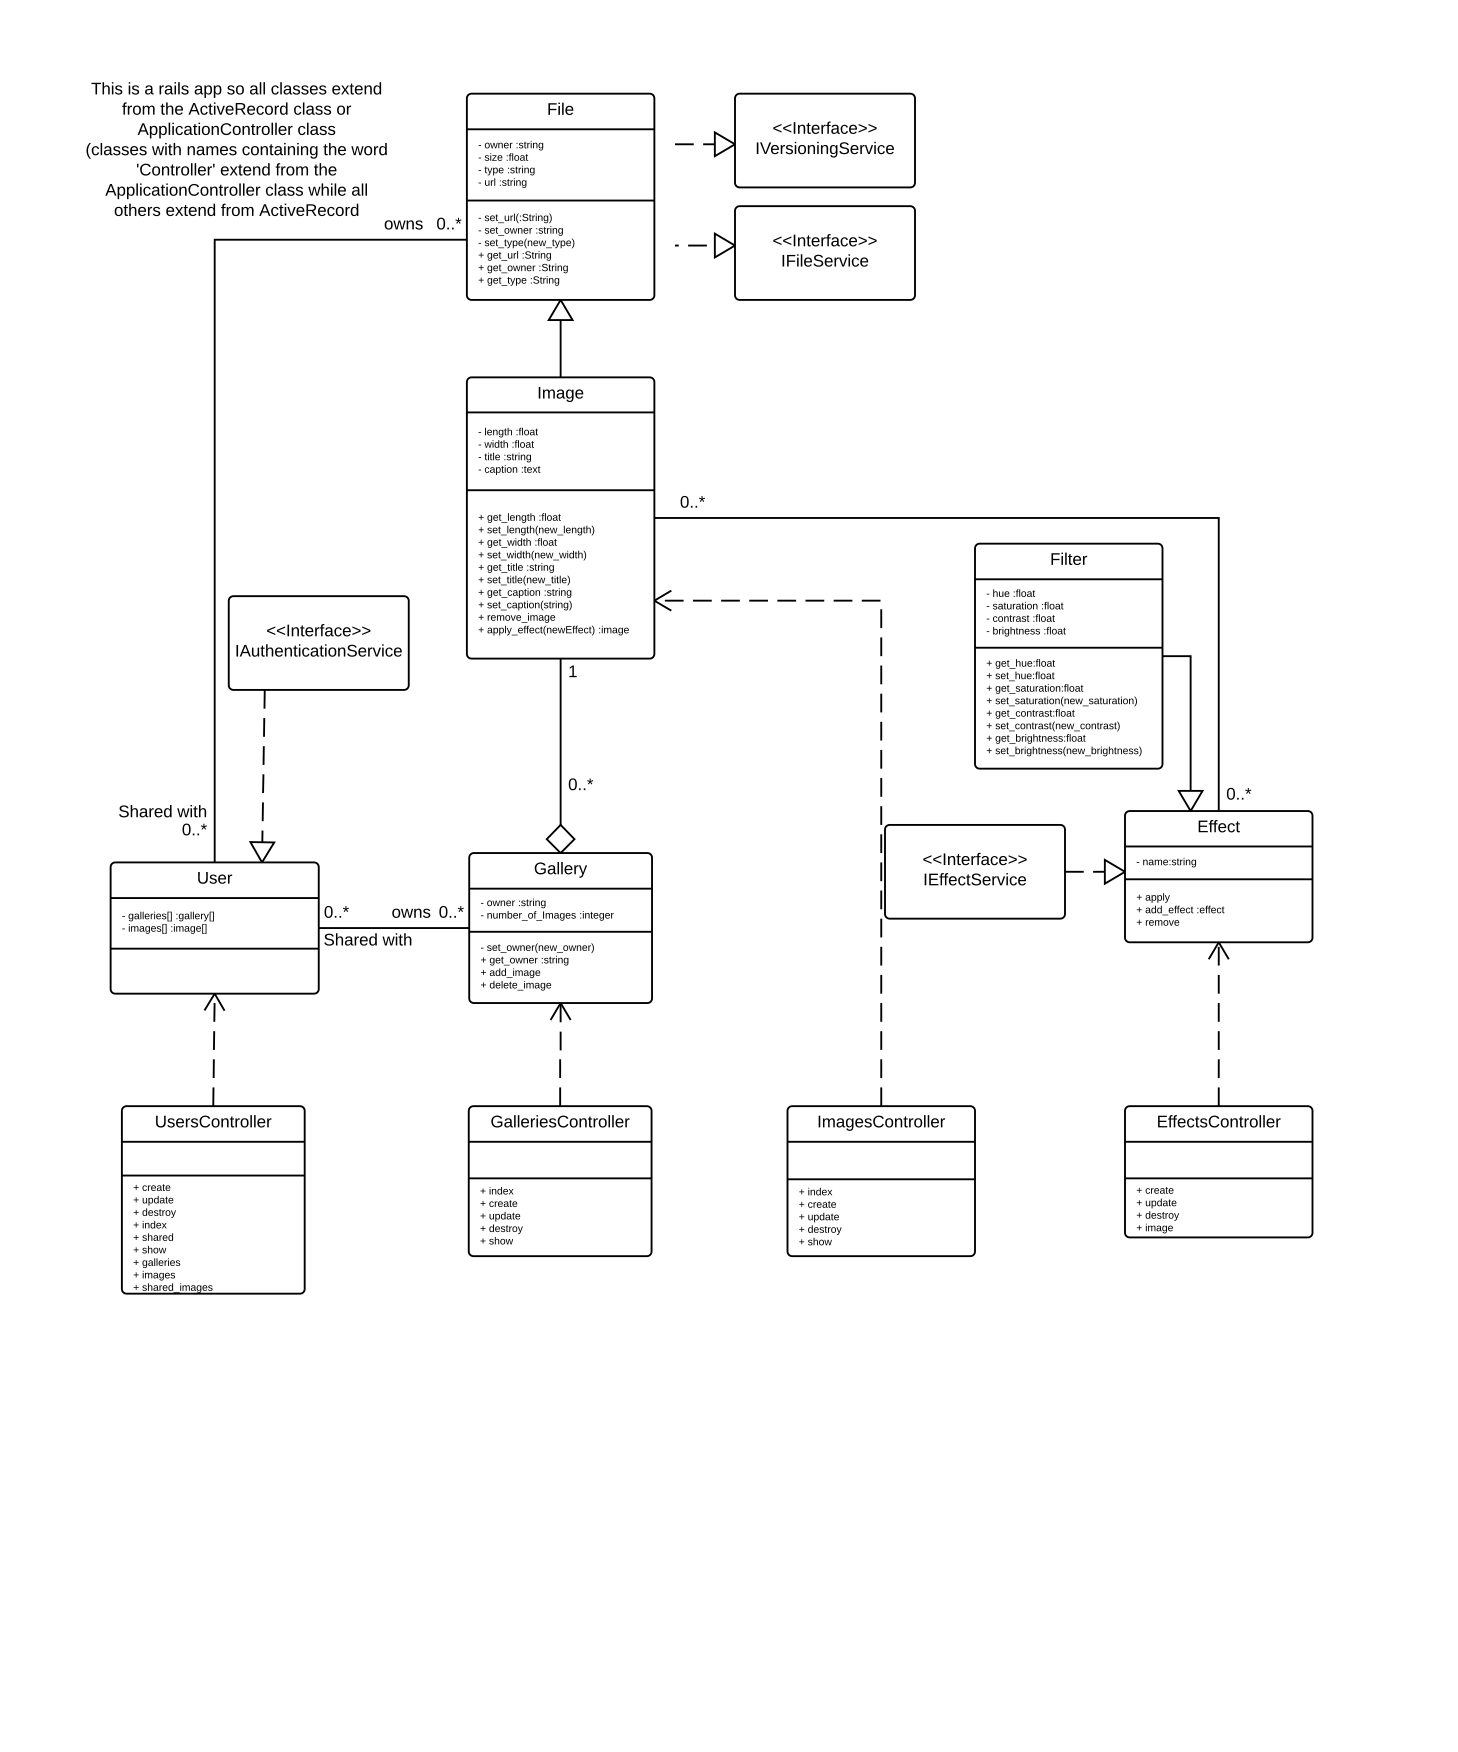 This is a rails app so all classes extend
from the ActiveRecord class or
ApplicationController class
(classes with names containing the word
'Controller' extend from the
ApplicationController class while all
others extend from ActiveRecord
owns 0..*
File
- owner :string
- size :float
- type :string
- url :string
- set_url(:String)
- set_owner :string
- set_type(new_type)
+ get_url :String
+ get_owner :String
+ get_type :String
<<Interface>>
IVersioningService
<<Interface>>
IFileService
Image
- length :float
- width :float
- title :string
- caption :text
+ get_length :float
+ set_length(new_length)
+ get_width :float
+ set_width(new_width)
+ get_title :string
+ set_title(new_title)
+ get_caption :string
+ set_caption(string)
+ remove_image
+ apply_effect(newEffect) :image
0..*
Filter
- hue :float
- saturation :float
- contrast :float
- brightness :float
+ get_hue:float
+ set_hue:float
+ get_saturation:float
+ set_saturation(new_saturation)
+ get_contrast:float
+ set_contrast(new_contrast)
+ get_brightness:float
+ set_brightness(new_brightness)
<<Interface>>
IAuthenticationService
1
0..*
Shared with
0..*
0..*
User
- galleries[] :gallery[]
- images[] :image[]
0..*
owns 0..*
Shared with
Gallery
- owner :string
- number_of_Images :integer
- set_owner(new_owner)
+ get_owner :string
+ add_image
+ delete_image
<<Interface>>
IEffectService
Effect
- name:string
+ apply
+ add_effect :effect
+ remove
UsersController
+ create
+ update
+ destroy
+ index
+ shared
+ show
+ galleries
+ images
+ shared_images
GalleriesController
+ index
+ create
+ update
+ destroy
+ show
ImagesController
+ index
+ create
+ update
+ destroy
+ show
EffectsController
+ create
+ update
+ destroy
+ image